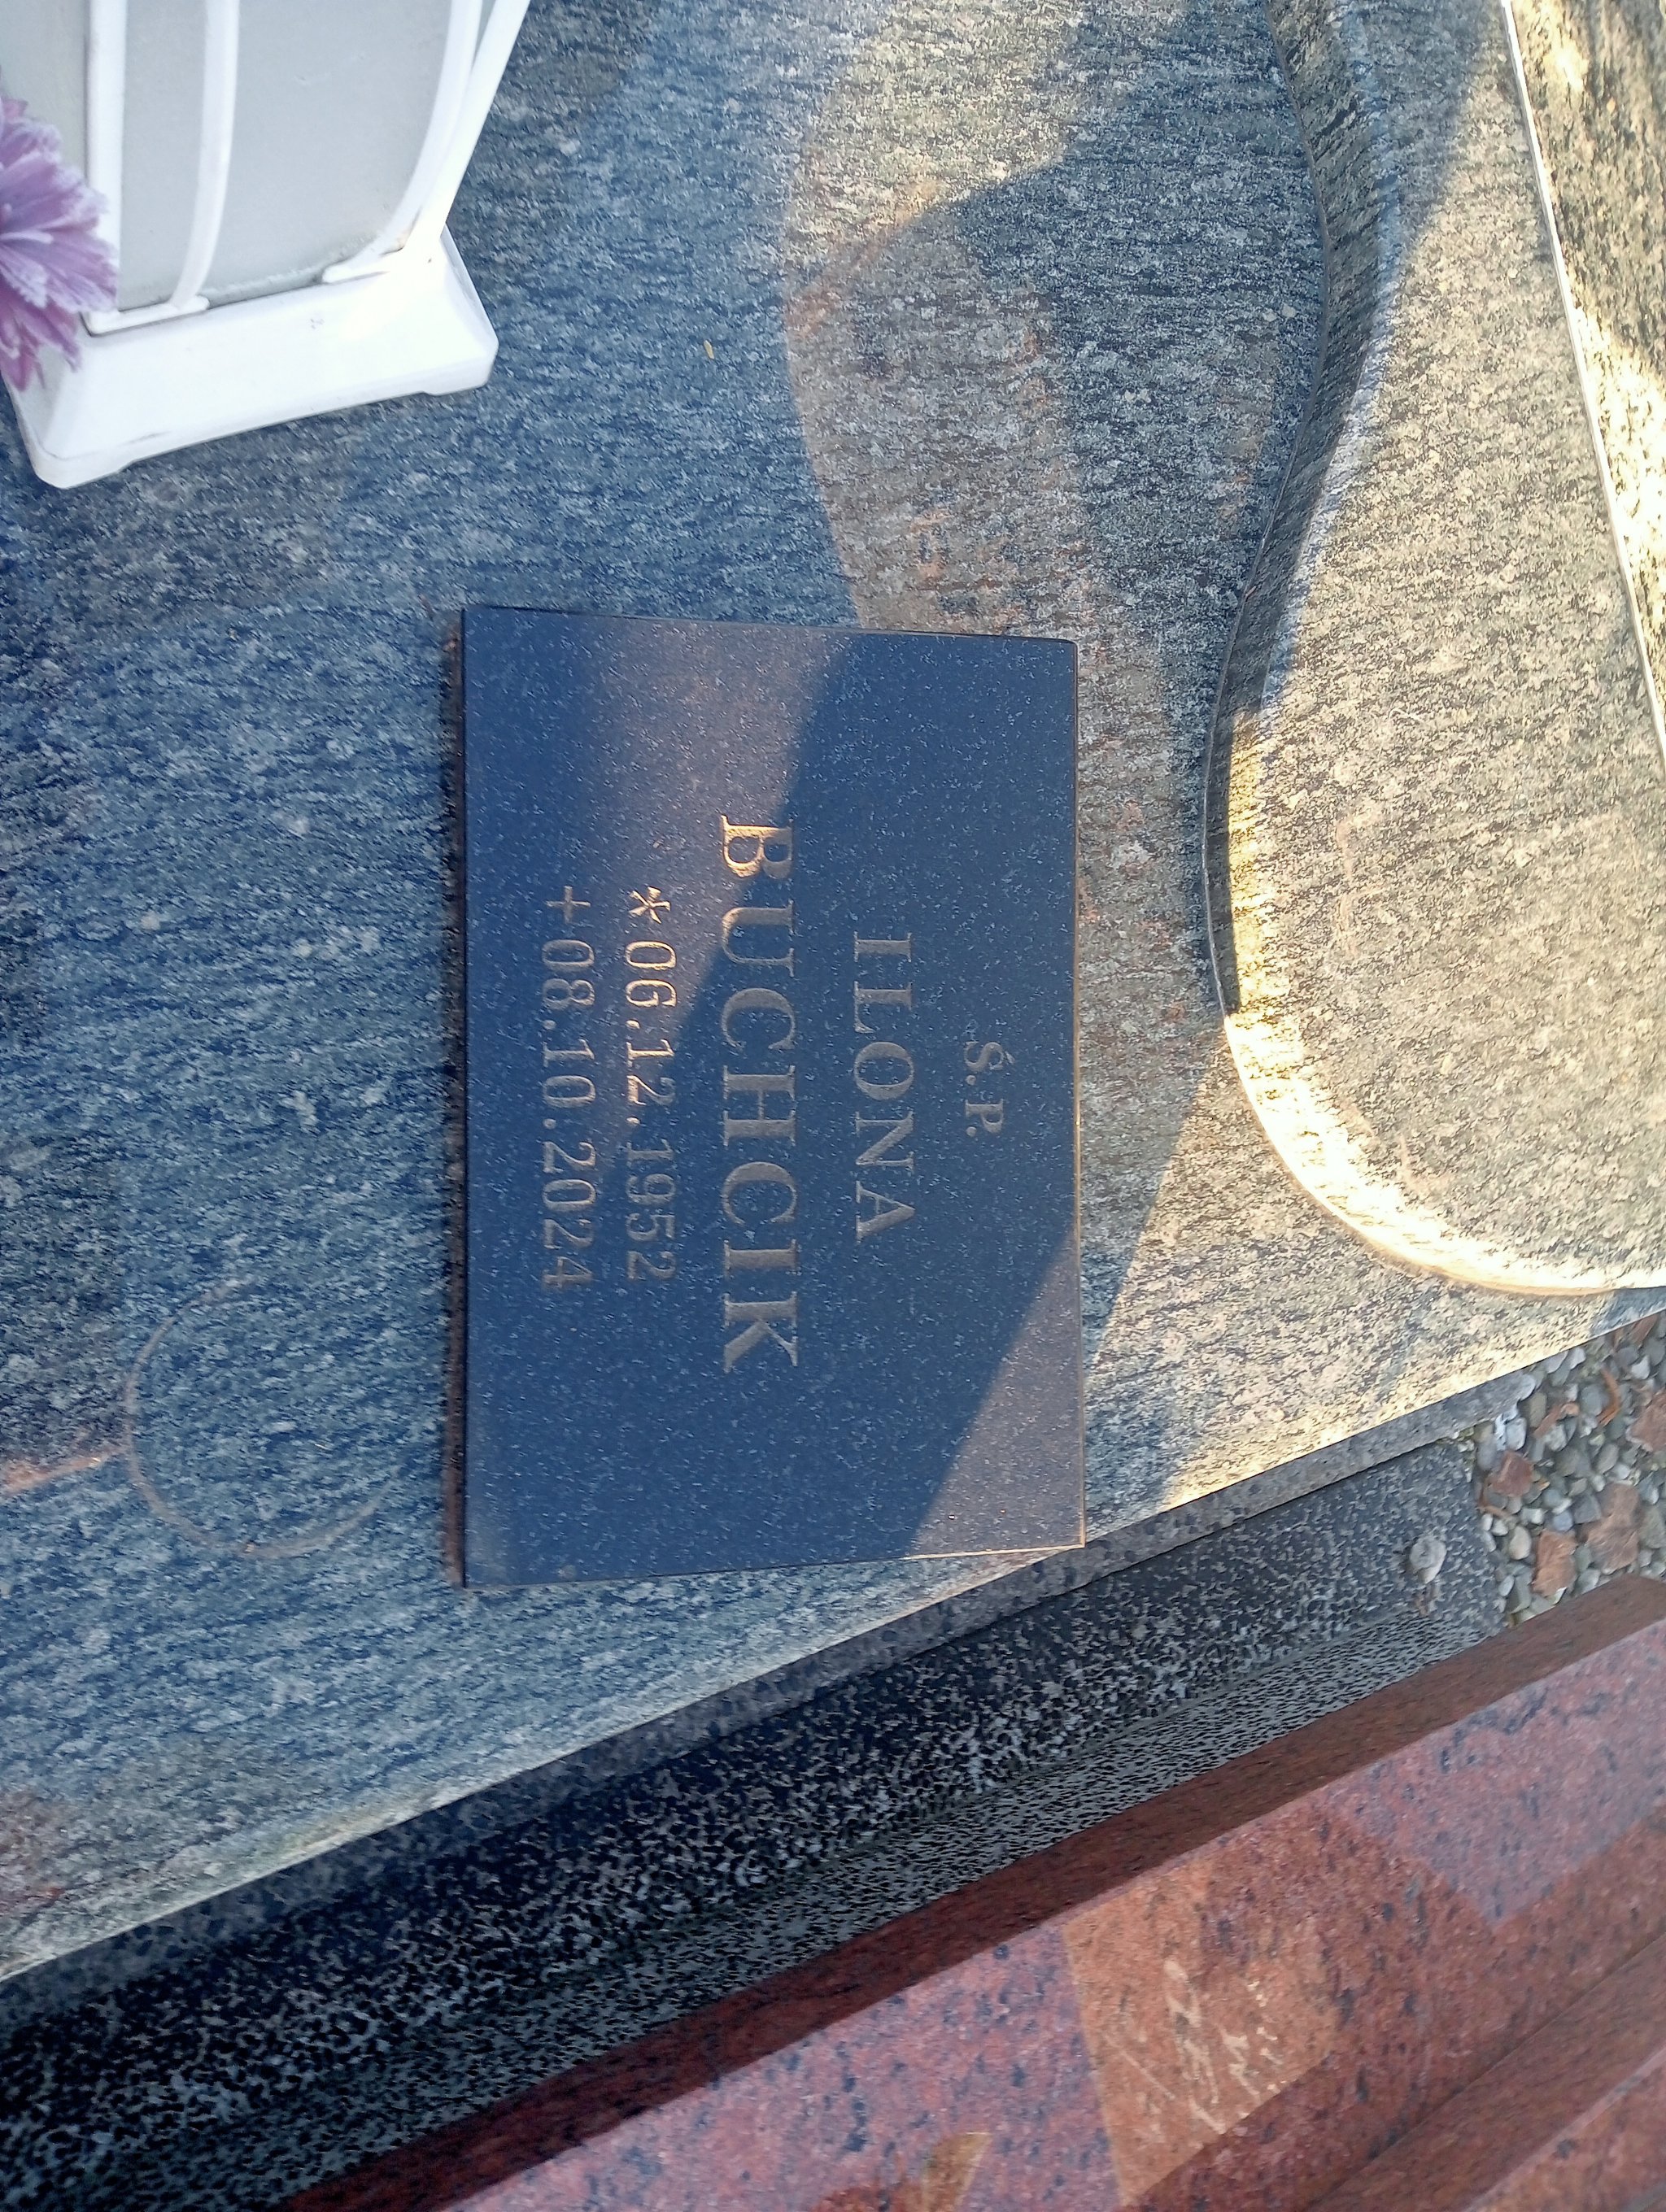 Ś.P.
ILONA
BUCHCIK
*06.12.1952
+08.10.2024